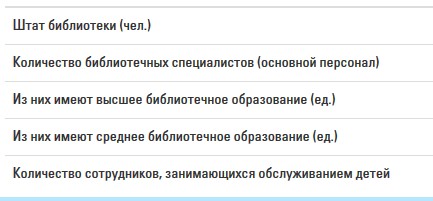 Штат библиотеки (чел.)
Количество библиотечных специалистов (основной персонал)
Из них имеют высшее библиотечное образование (ед.)
Из них имеют среднее библиотечное образование (ед.)
Количество сотрудников, занимающихся обслуживанием детей